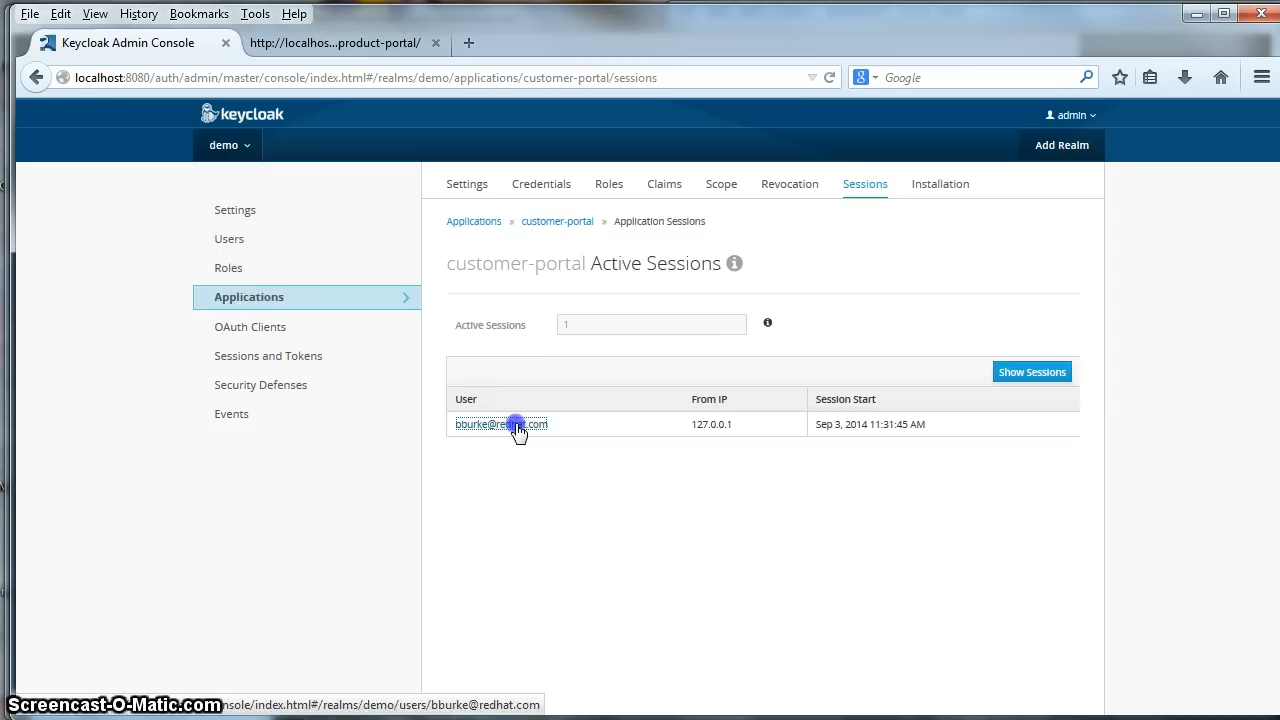 File Edit View History Bookmarks Tools Help
Keycloak Admin Console http://localhos...product-portal/
localhost:8080/auth/admin/master/console/index.html#/realms/demo/applications/customer-portal/sessions Google
keycloak admin
demo Add Realm
Settings Credentials Roles Claims Scope Revocation Sessions Installation
Settings
Users
Roles
Applications
OAuth Clients
Sessions and Tokens
Security Defenses
Events
Applications » customer-portal » Application Sessions
customer-portal Active Sessions
Active Sessions 1
Show Sessions
User From IP Session Start
bburke@redhat.com 127.0.0.1 Sep 3, 2014 11:31:45 AM
nsole/index.html#/realms/demo/users/bburke@redhat.com
Screencast-O-Matic.com